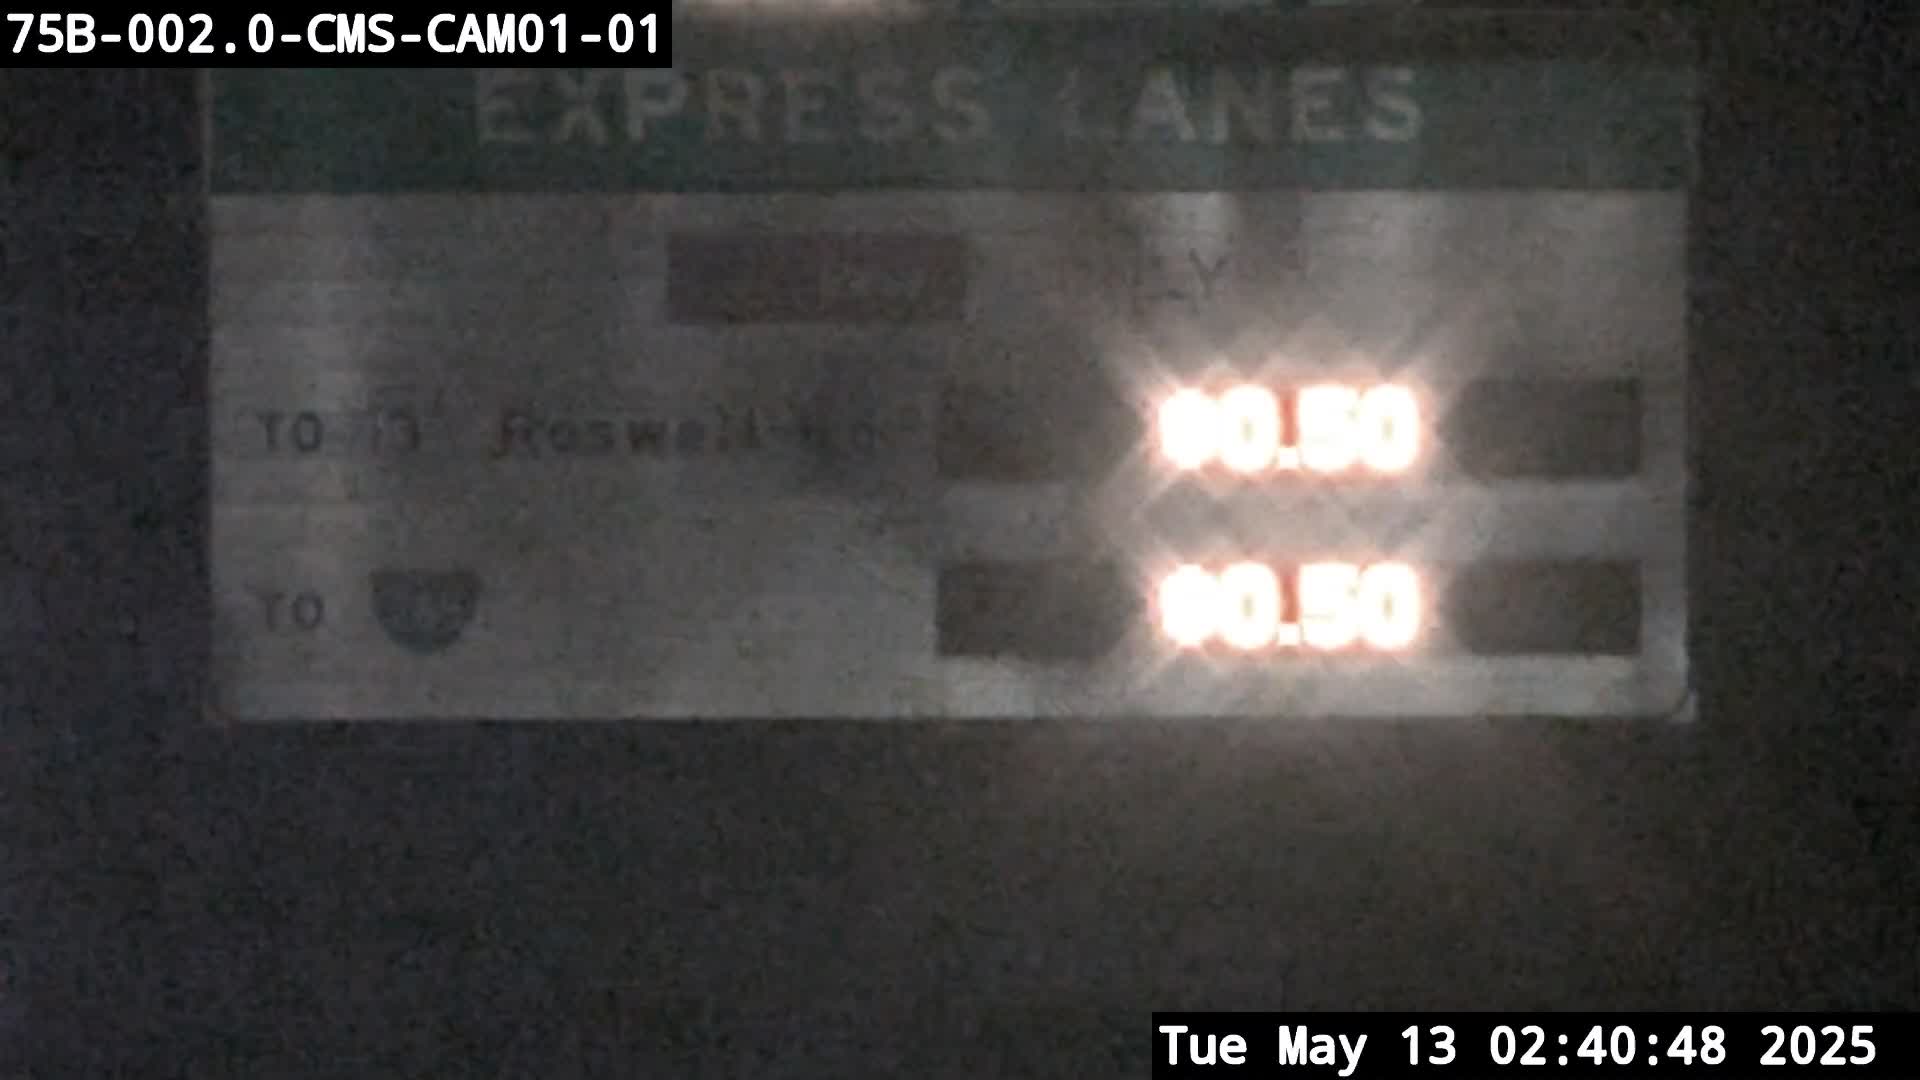 75B-002.0-CMS-CAM01-01
EXPRESS LANES
TO Roswell $0.50
TO $0.50
Tue May 13 02:40:48 2025